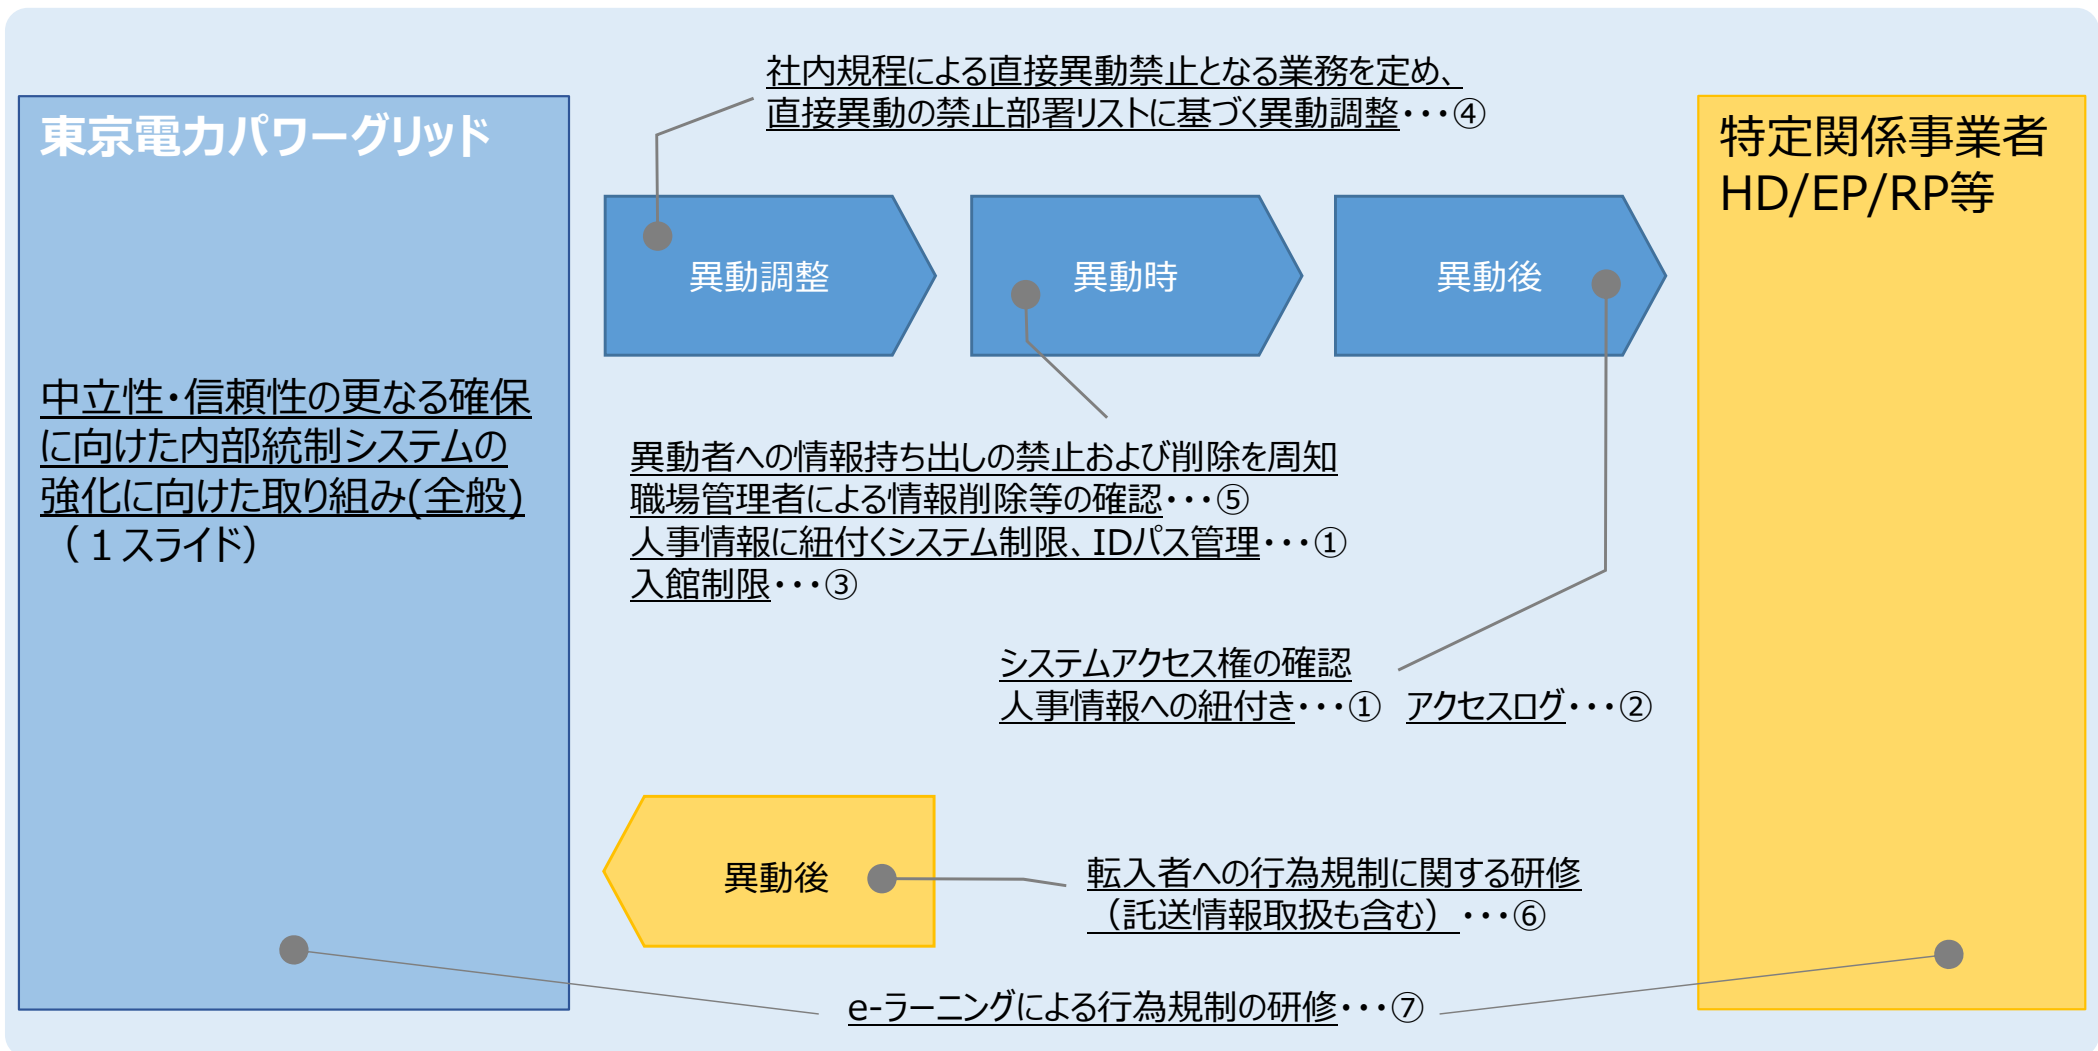 社内規程による直接異動禁止となる業務を定め、
直接異動の禁止部署リストに基づく異動調整・・・④
東京電力パワーグリッド
特定関係事業者
HD/EP/RP等
異動調整
異動時
異動後
中立性・信頼性の更なる確保
に向けた内部統制システムの
強化に向けた取り組み(全般)
（１スライド）
異動者への情報持ち出しの禁止および削除を周知
職場管理者による情報削除等の確認・・・⑤
人事情報に紐付くシステム制限、IDパス管理・・・①
入館制限・・・③
システムアクセス権の確認
人事情報への紐付き・・・①　アクセスログ・・・②
異動後
転入者への行為規制に関する研修
（託送情報取扱も含む）・・・⑥
e-ラーニングによる行為規制の研修・・・⑦